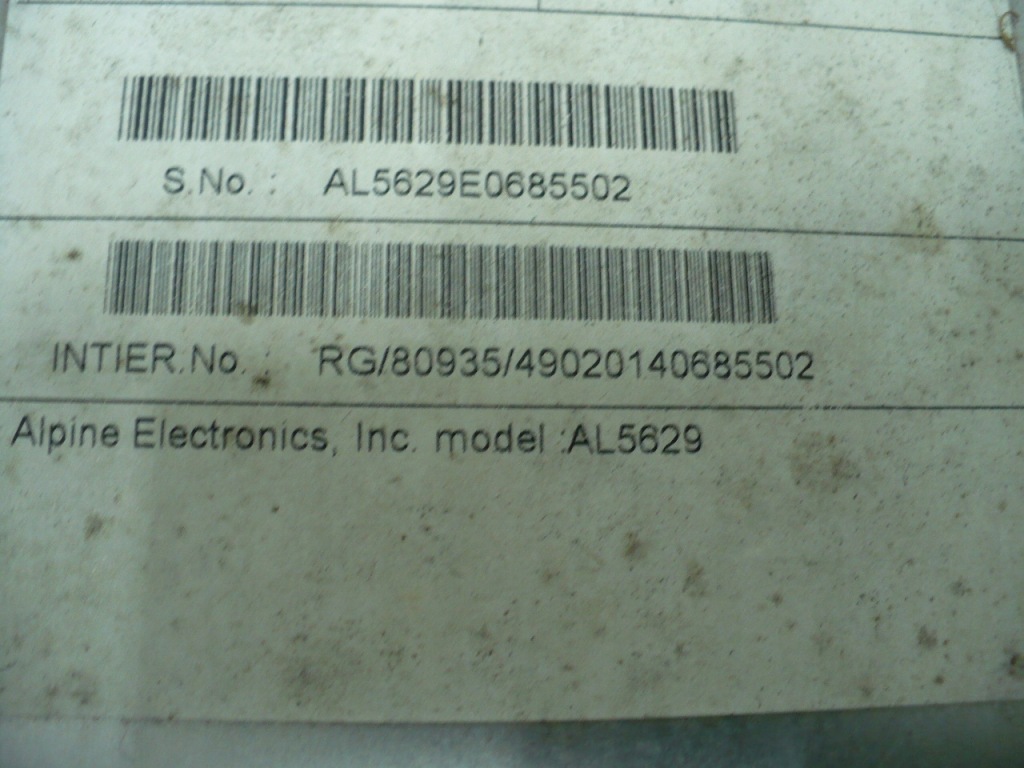 S.No. : AL5629E0685502
INTIER.No. : RG/80935/49020140685502
Alpine Electronics, Inc. model :AL5629